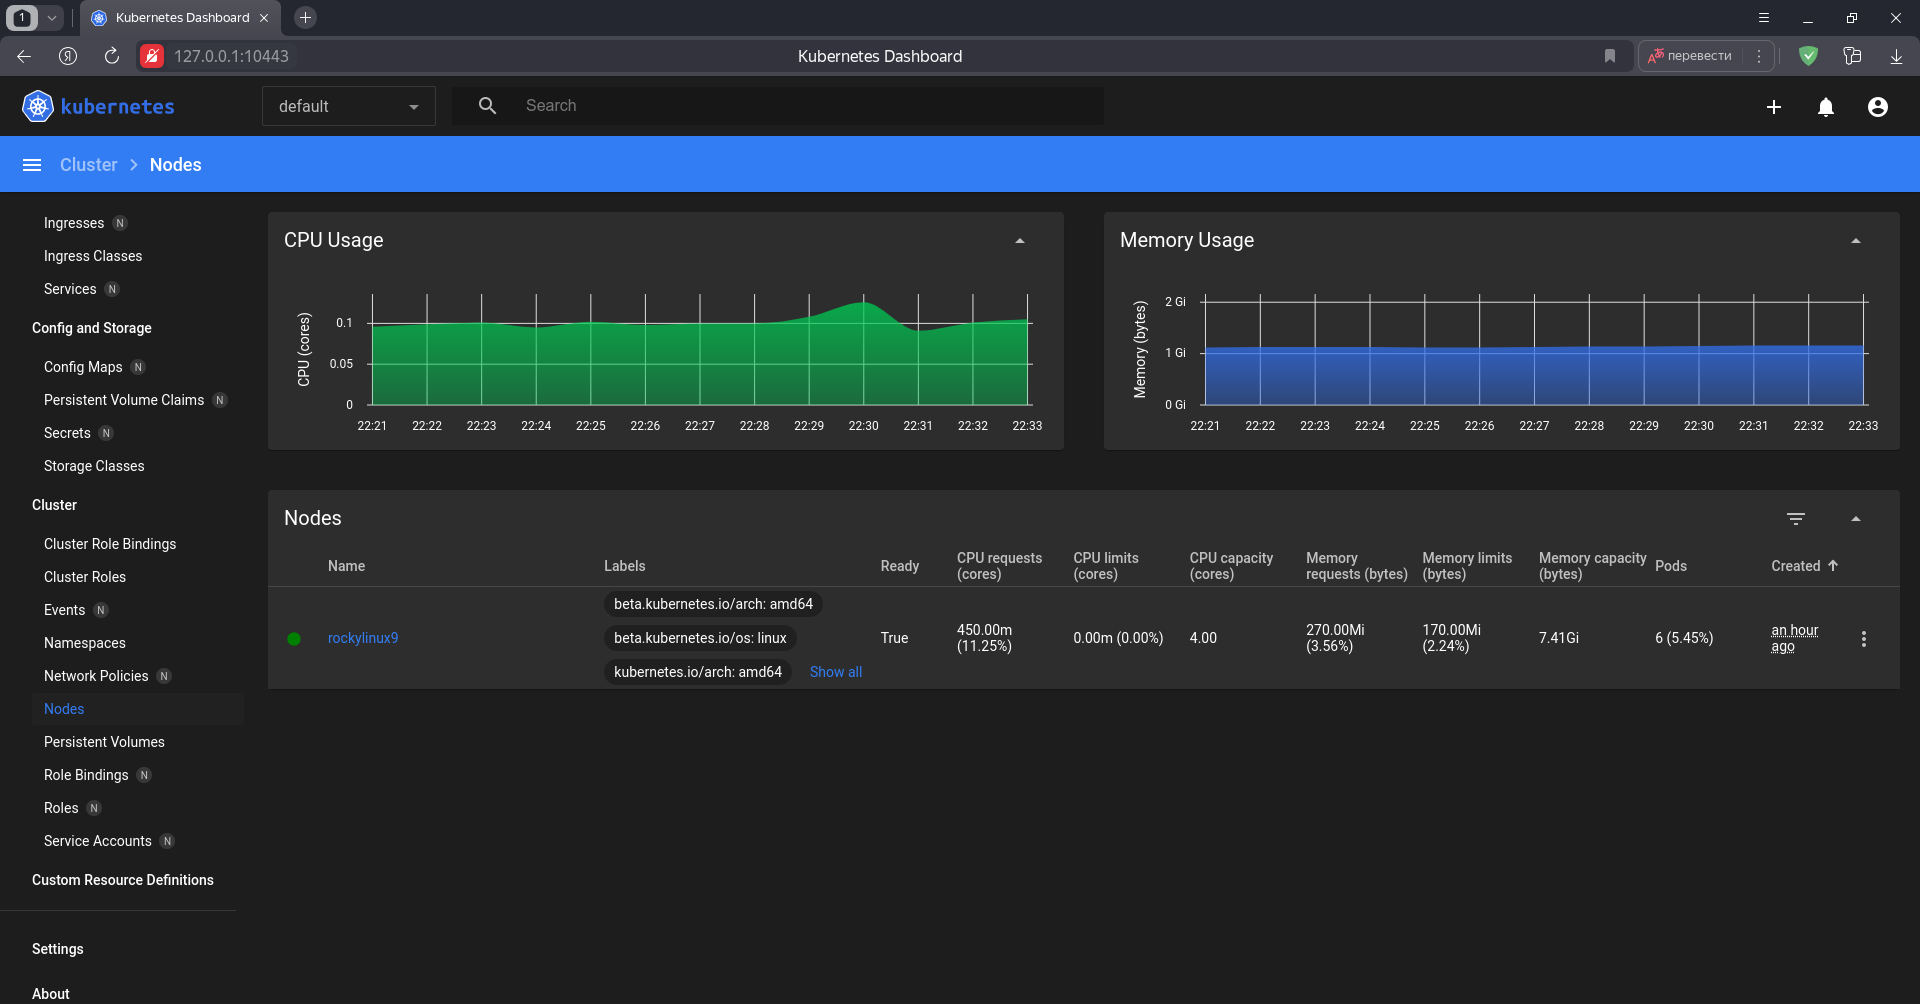 1
Kubernetes Dashboard
127.0.0.1:10443
Kubernetes Dashboard
перевести
kubernetes
default
Search
Cluster
Nodes
Ingresses N
Ingress Classes
Services N
Config and Storage
Config Maps N
Persistent Volume Claims N
Secrets N
Storage Classes
Cluster
Cluster Role Bindings
Cluster Roles
Events N
Namespaces
Network Policies N
Nodes
Persistent Volumes
Role Bindings N
Roles N
Service Accounts N
Custom Resource Definitions
Settings
About
CPU Usage
CPU (cores)
0.1
0.05
0
22:21 22:22 22:23 22:24 22:25 22:26 22:27 22:28 22:29 22:30 22:31 22:32 22:33
Memory Usage
Memory (bytes)
2 Gi
1 Gi
0 Gi
22:21 22:22 22:23 22:24 22:25 22:26 22:27 22:28 22:29 22:30 22:31 22:32 22:33
Nodes
Name
Labels
Ready
CPU requests
(cores)
CPU limits
(cores)
CPU capacity
(cores)
Memory
requests (bytes)
Memory limits
(bytes)
Memory capacity
(bytes)
Pods
Created
rockylinux9
beta.kubernetes.io/arch: amd64
beta.kubernetes.io/os: linux
kubernetes.io/arch: amd64
Show all
True
450.00m
(11.25%)
0.00m (0.00%)
4.00
270.00Mi
(3.56%)
170.00Mi
(2.24%)
7.41Gi
6 (5.45%)
an hour
ago